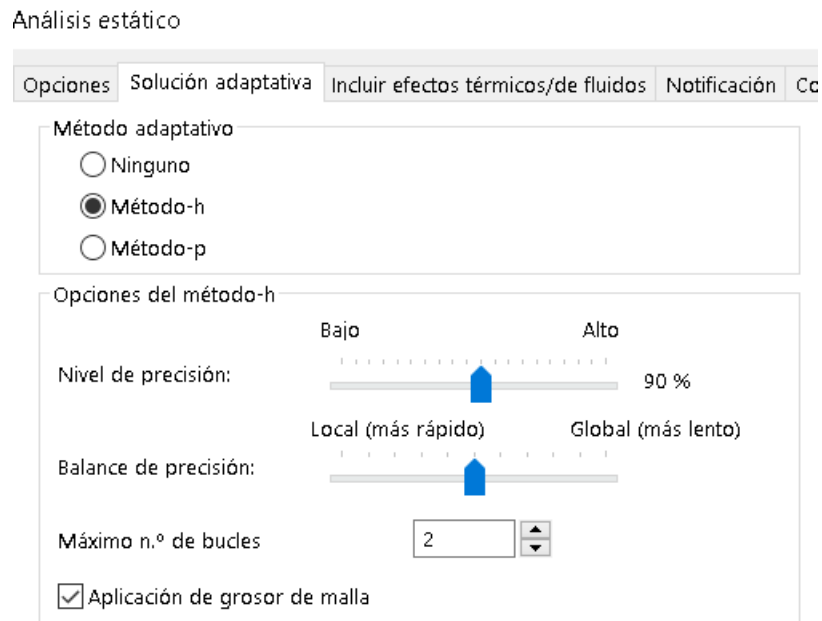 Análisis estático
Opciones Solución adaptativa Incluir efectos térmicos/de fluidos Notificación Co
Método adaptativo
Ninguno
Método-h
Método-p
Opciones del método-h
Bajo Alto
Nivel de precisión: 90 %
Local (más rápido) Global (más lento)
Balance de precisión:
Máximo n.º de bucles 2
Aplicación de grosor de malla